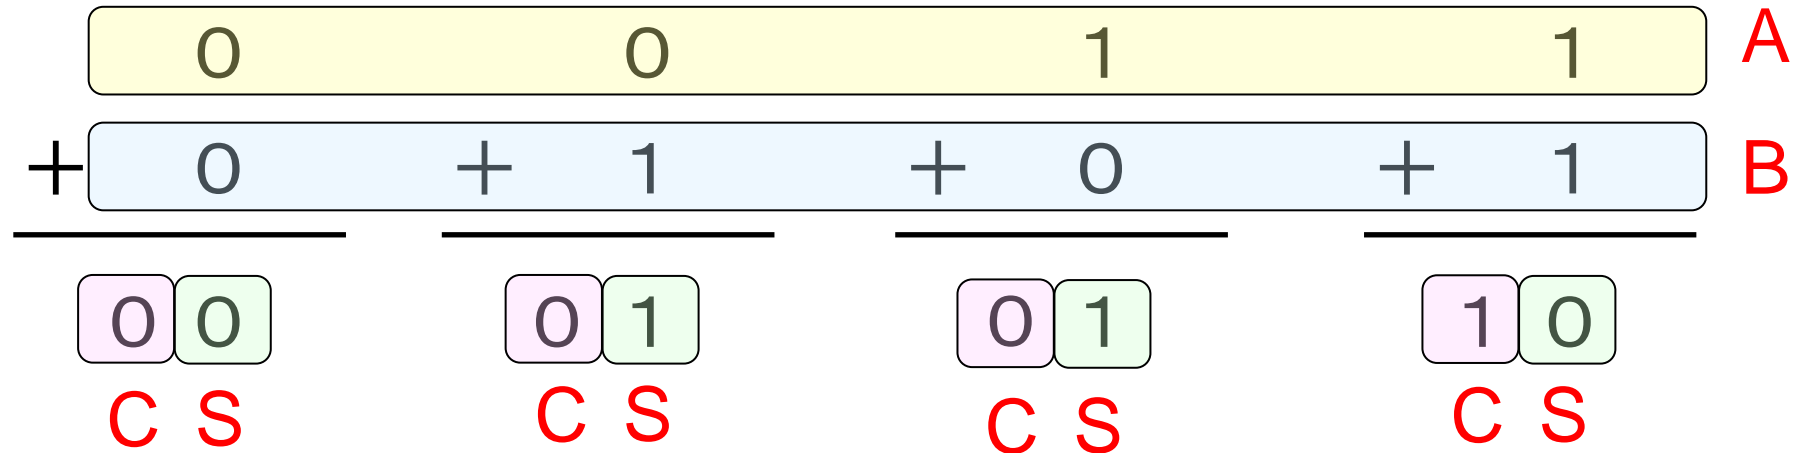 0 0 1 1 A
+ 0 + 1 + 0 + 1 B
0 0 0 1 0 1 1 0
C S C S C S C S